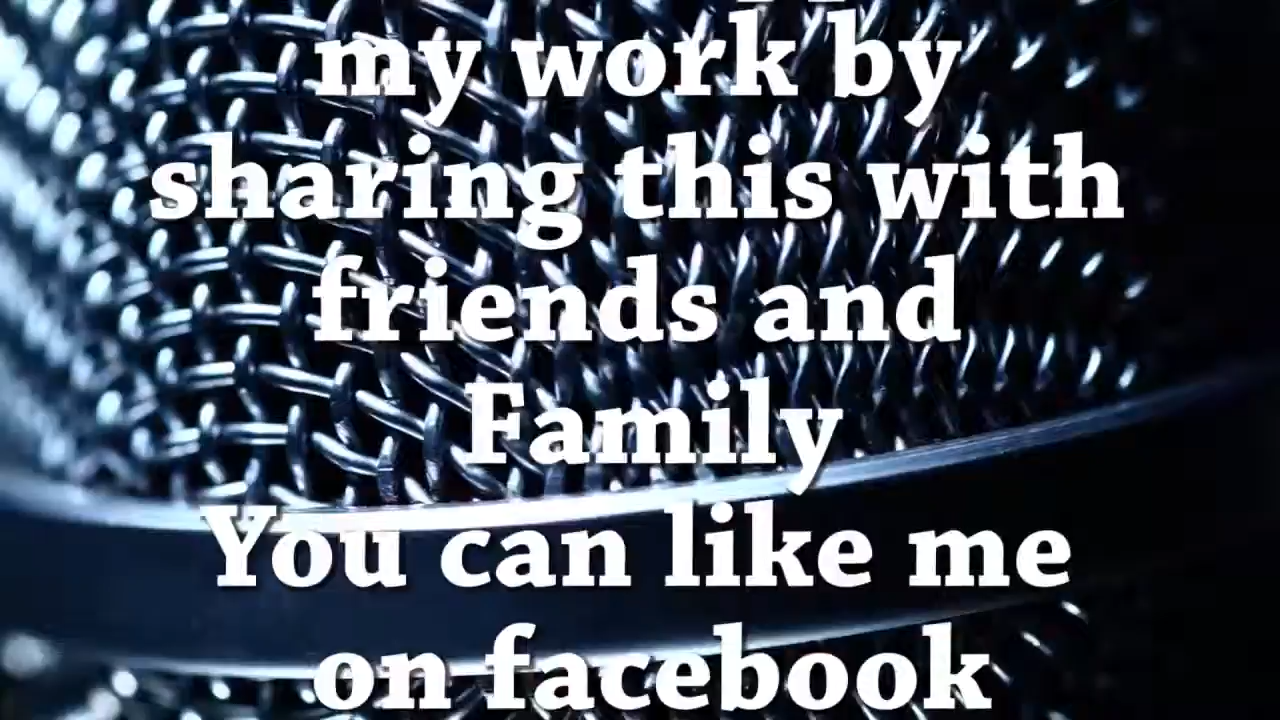 my work by
sharing this with
friends and
Family
You can like me
on facebook